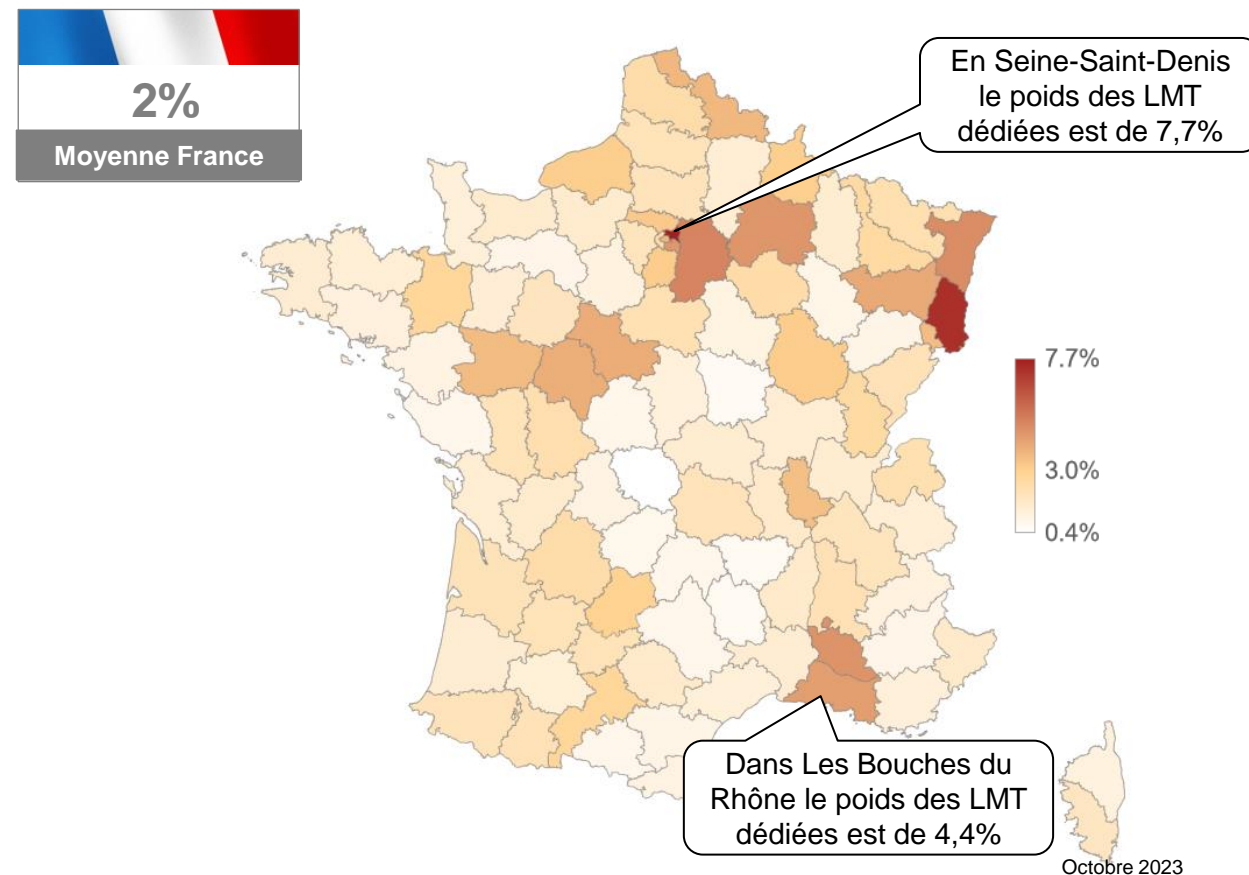 2%
Moyenne France
En Seine-Saint-Denis
le poids des LMT
dédiées est de 7,7%
7.7%
3.0%
0.4%
Dans Les Bouches du
Rhône le poids des LMT
dédiées est de 4,4%
Octobre 2023